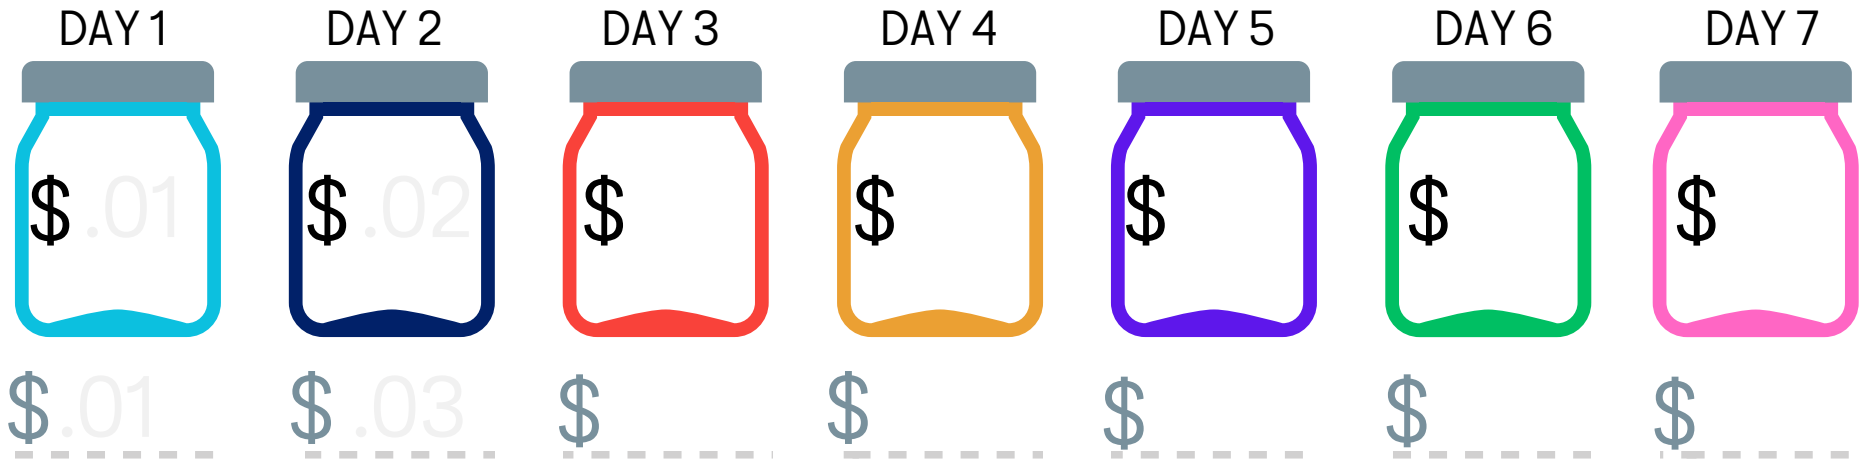 DAY 1 DAY 2 DAY 3 DAY 4 DAY 5 DAY 6 DAY 7
$ .01 $ .02 $ $ $ $ $
$ .01 $ .03 $ $ $ $ $